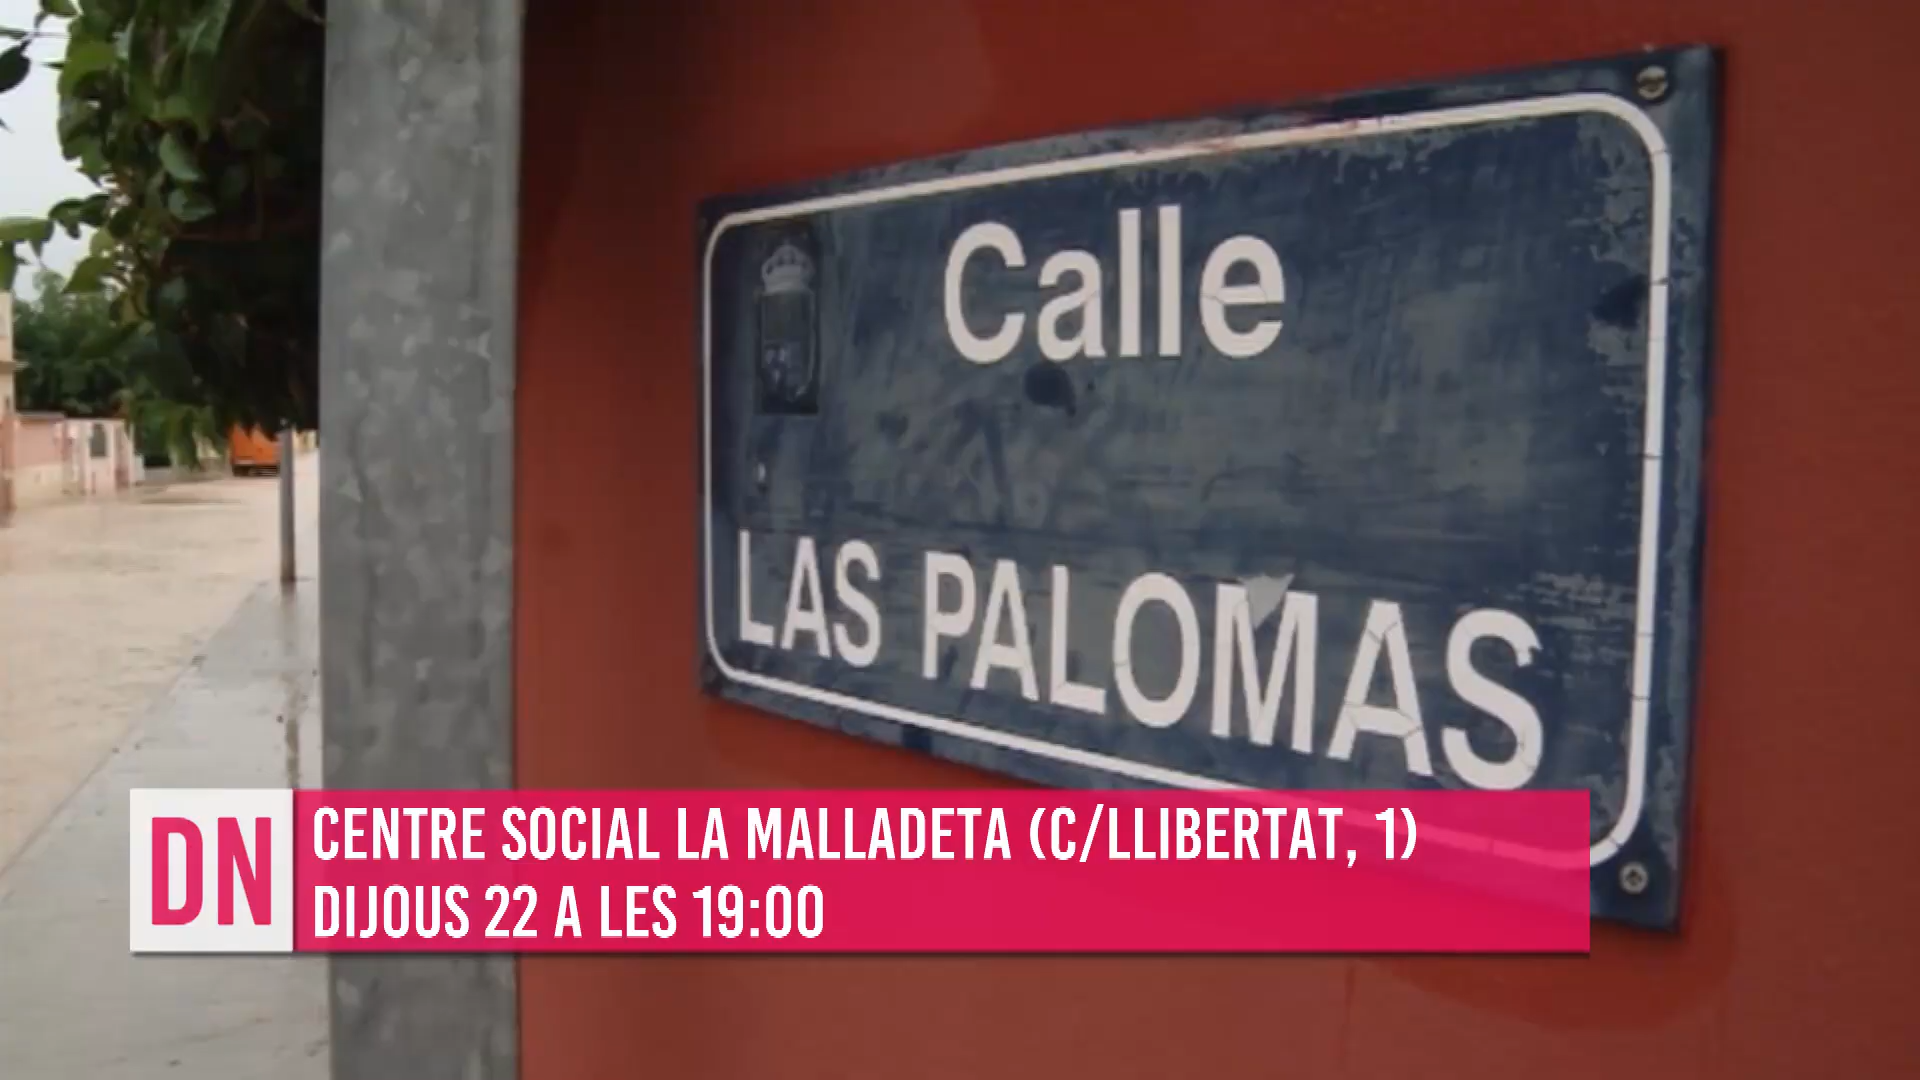 Calle
LAS PALOMAS
DN
CENTRE SOCIAL LA MALLADETA (C/LLIBERTAT, 1)
DIJOUS 22 A LES 19:00